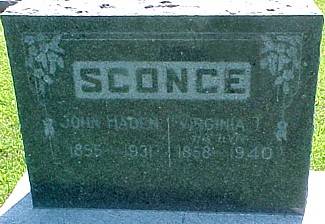 SCONCE
JOHN HADEN VIRGINIA
1855 1931 1858 1940